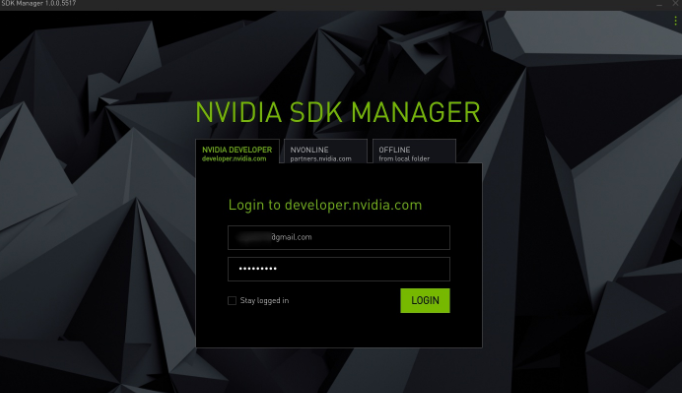 SDK Manager 1.0.0.5517
NVIDIA SDK MANAGER
NVIDIA DEVELOPER
developer.nvidia.com
NVONLINE
partners.nvidia.com
OFFLINE
from local folder
Login to developer.nvidia.com
gmail.com
•••••••••
Stay logged in
LOGIN